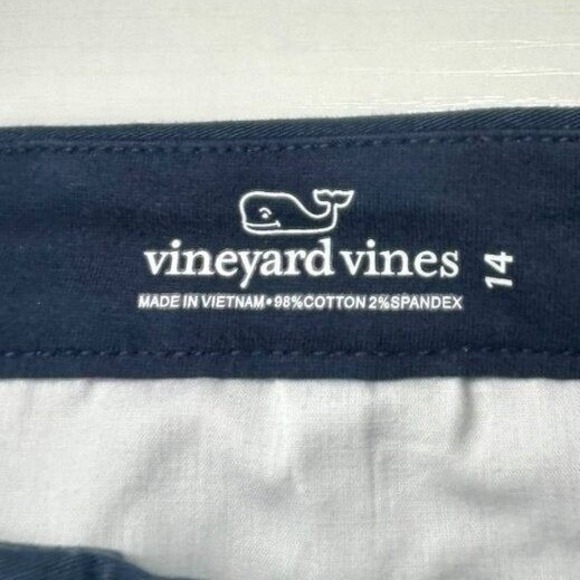 vineyard vines
14
MADE IN VIETNAM•98%COTTON 2%SPANDEX